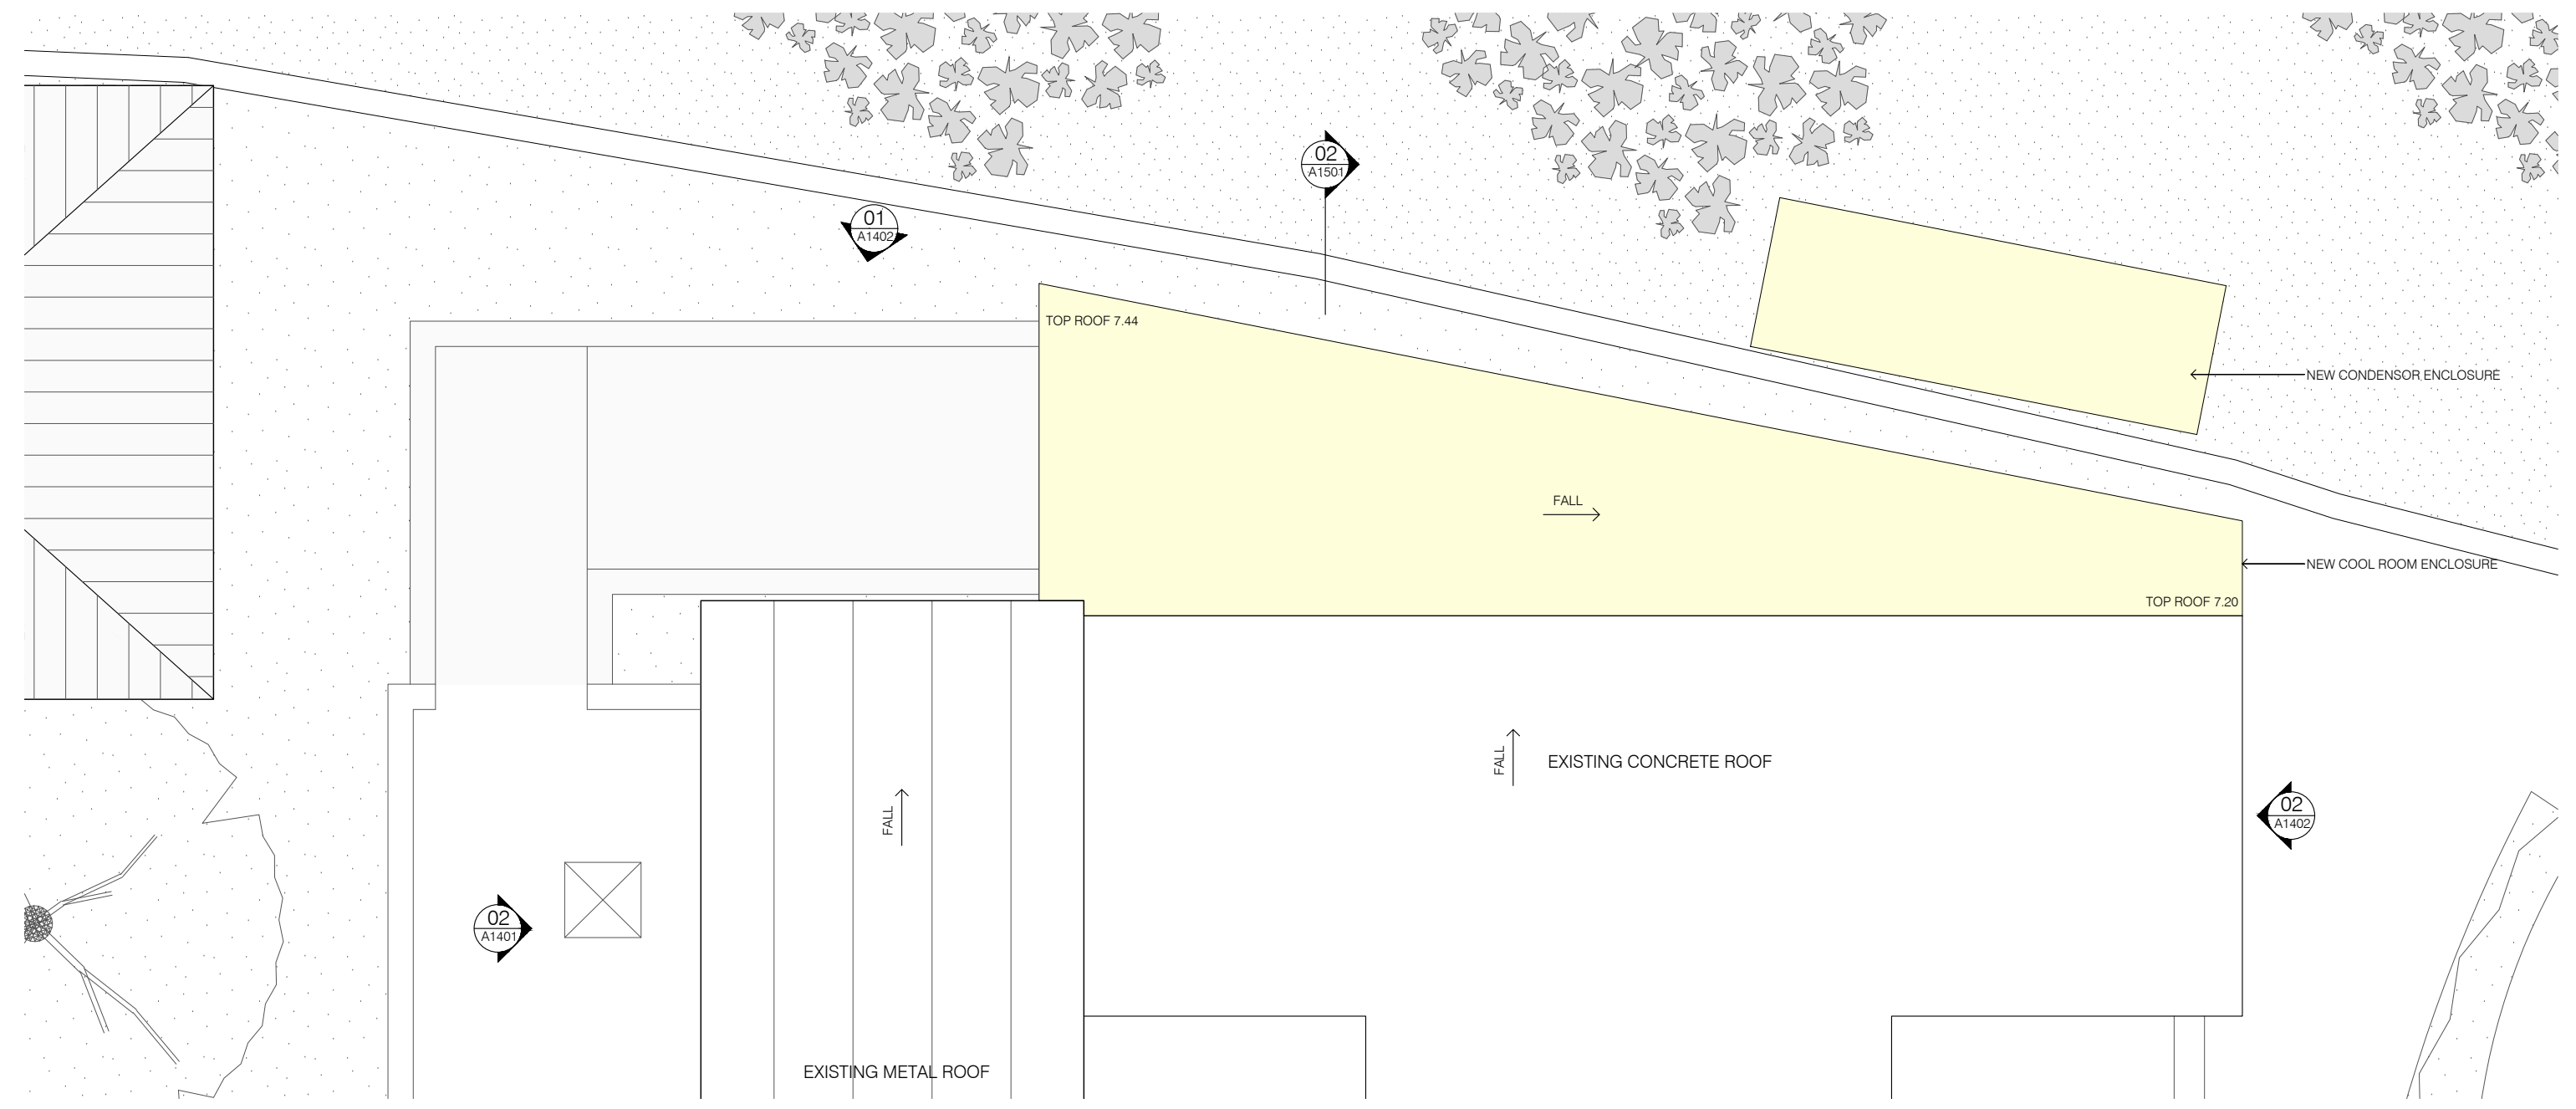 02
A1501
01
A1402
TOP ROOF 7.44
NEW CONDENSOR ENCLOSURE
FALL
NEW COOL ROOM ENCLOSURE
TOP ROOF 7.20
FALL
EXISTING CONCRETE ROOF
FALL
02
A1402
02
A1401
EXISTING METAL ROOF